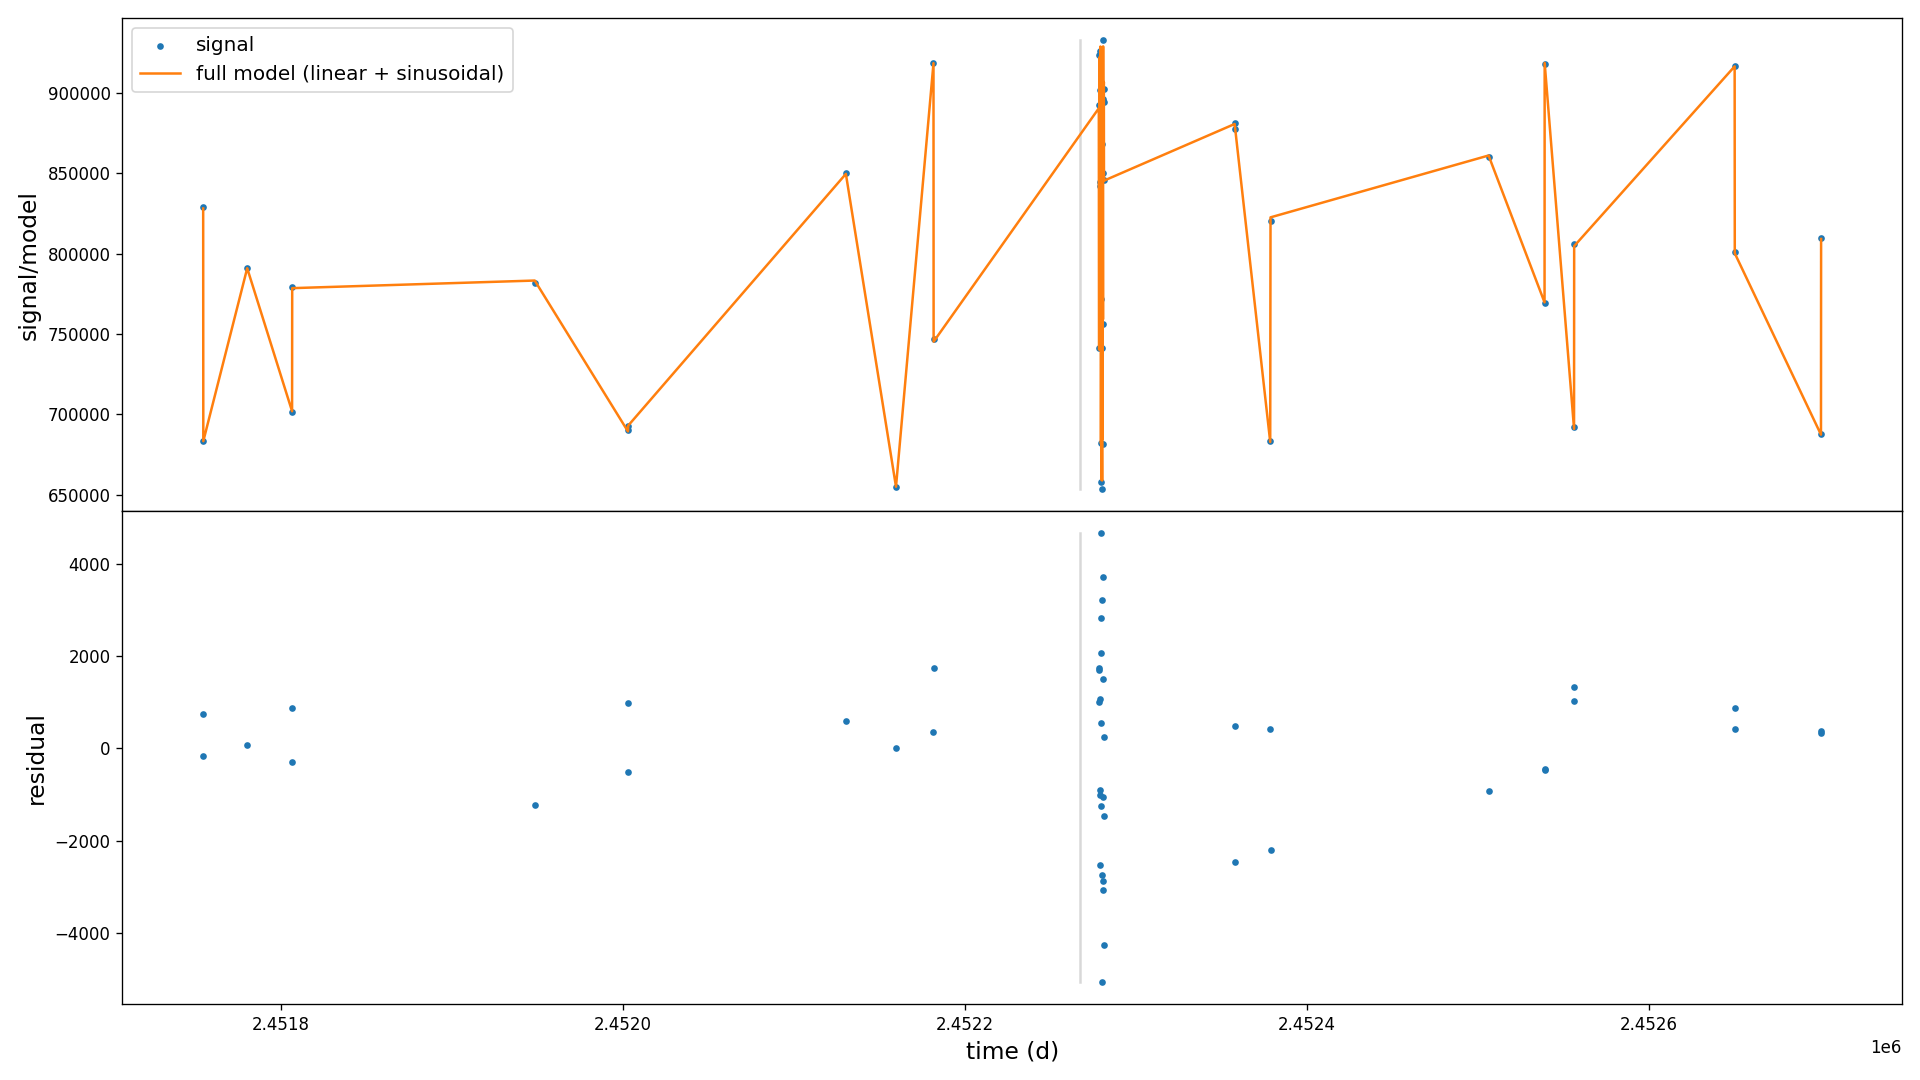 signal
full model (linear + sinusoidal)
900000
850000
800000
750000
700000
650000
signal/model
4000
2000
0
−2000
−4000
residual
2.4518
2.4520
2.4522
2.4524
2.4526
time (d)
1e6